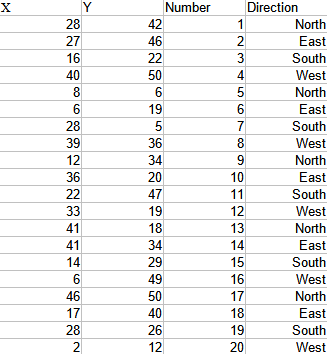 X Y Number Direction
28 42 1 North
27 46 2 East
16 22 3 South
40 50 4 West
8 6 5 North
6 19 6 East
28 5 7 South
39 36 8 West
12 34 9 North
36 20 10 East
22 47 11 South
33 19 12 West
41 18 13 North
41 34 14 East
14 29 15 South
6 49 16 West
46 50 17 North
17 40 18 East
28 26 19 South
2 12 20 West